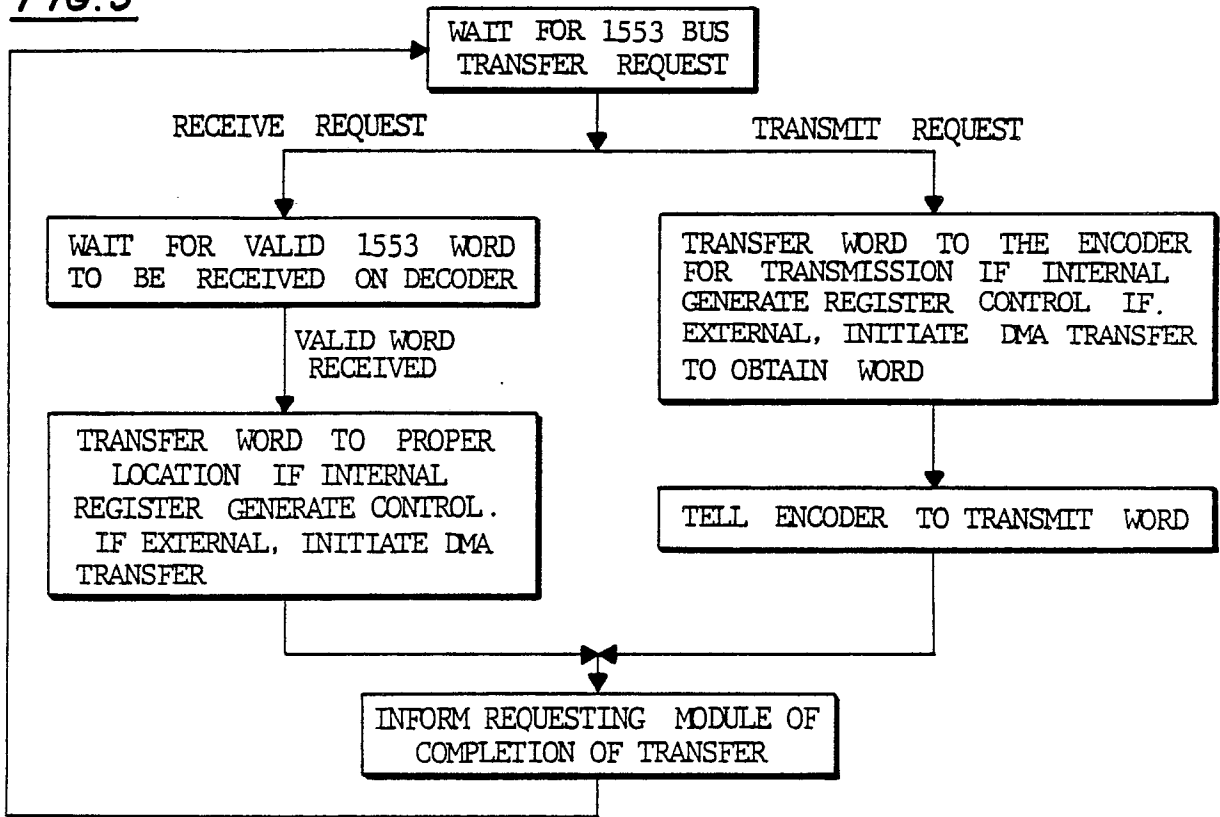 FIG. 5
WAIT FOR 1553 BUS
TRANSFER REQUEST
RECEIVE REQUEST
TRANSMIT REQUEST
WAIT FOR VALID 1553 WORD
TO BE RECEIVED ON DECODER
TRANSFER WORD TO THE ENCODER
FOR TRANSMISSION IF INTERNAL
GENERATE REGISTER CONTROL IF.
EXTERNAL, INITIATE DMA TRANSFER
TO OBTAIN WORD
VALID WORD
RECEIVED
TRANSFER WORD TO PROPER
LOCATION IF INTERNAL
REGISTER GENERATE CONTROL.
IF EXTERNAL, INITIATE DMA
TRANSFER
TELL ENCODER TO TRANSMIT WORD
INFORM REQUESTING MODULE OF
COMPLETION OF TRANSFER